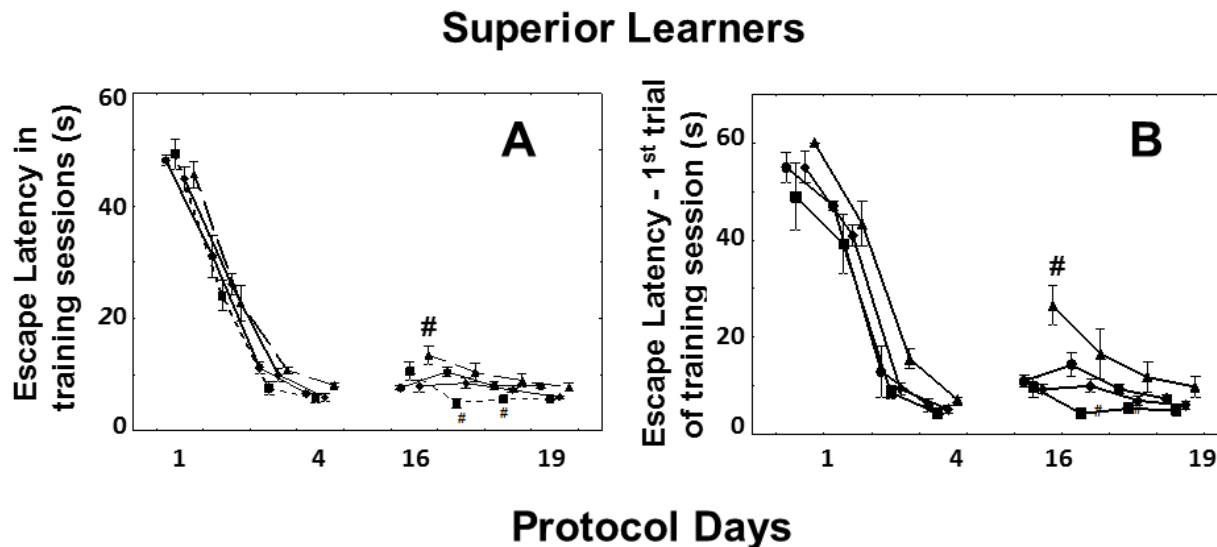 Superior Learners
Escape Latency in
training sessions (s)
60
40
20
0
A
#
#
#
1
4
16
19
Escape Latency - 1st trial
of training session (s)
60
40
20
0
B
#
#
#
1
4
16
19
Protocol Days